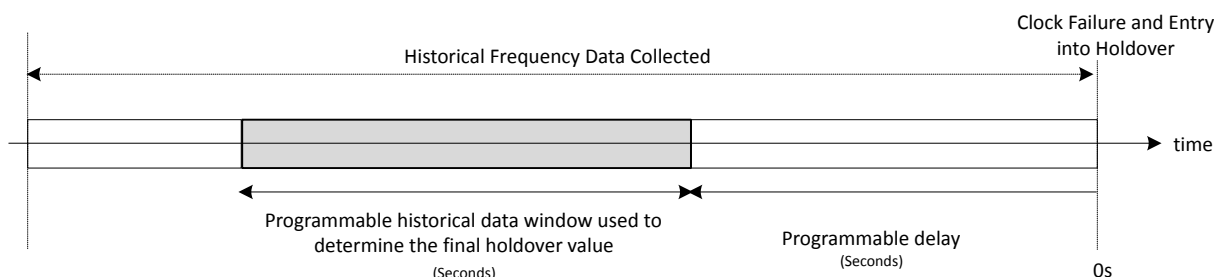 Clock Failure and Entry
into Holdover
Historical Frequency Data Collected
time
Programmable historical data window used to
determine the final holdover value
(Seconds)
Programmable delay
(Seconds)
0s